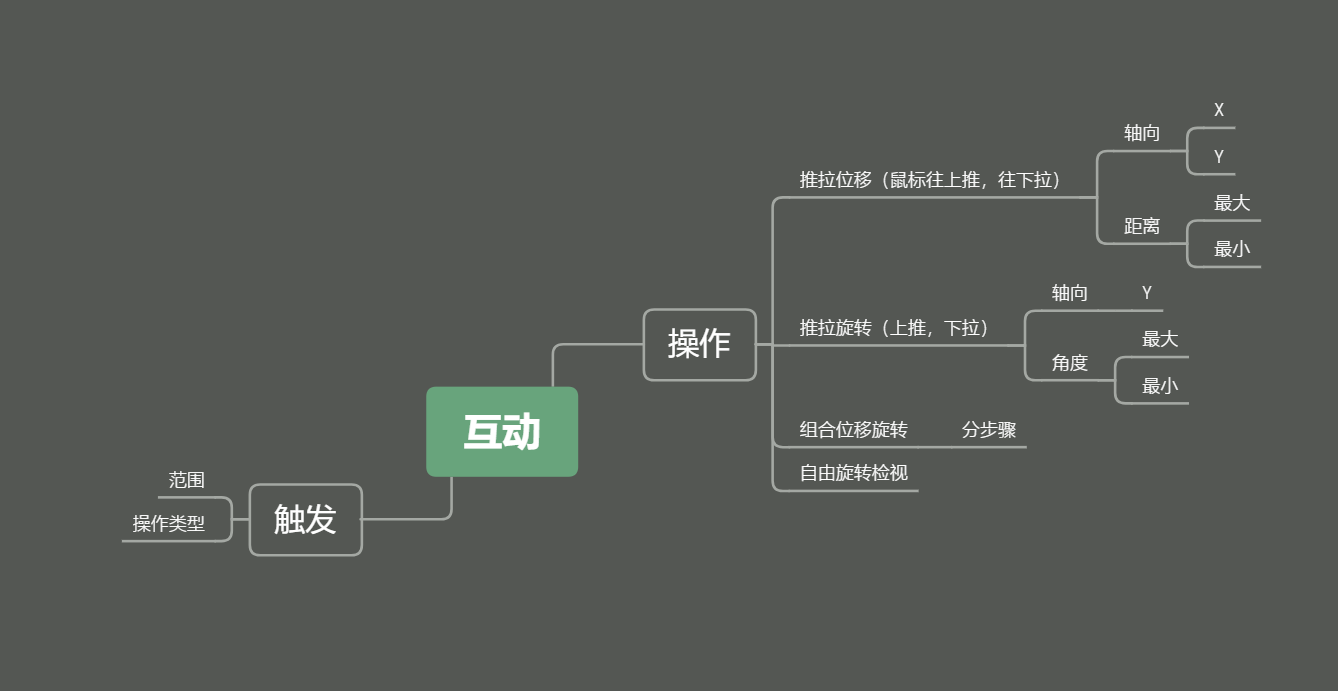 互动
操作
推拉位移（鼠标往上推，往下拉）
轴向
X
Y
距离
最大
最小
推拉旋转（上推，下拉）
轴向
Y
角度
最大
最小
组合位移旋转
分步骤
自由旋转检视
触发
范围
操作类型